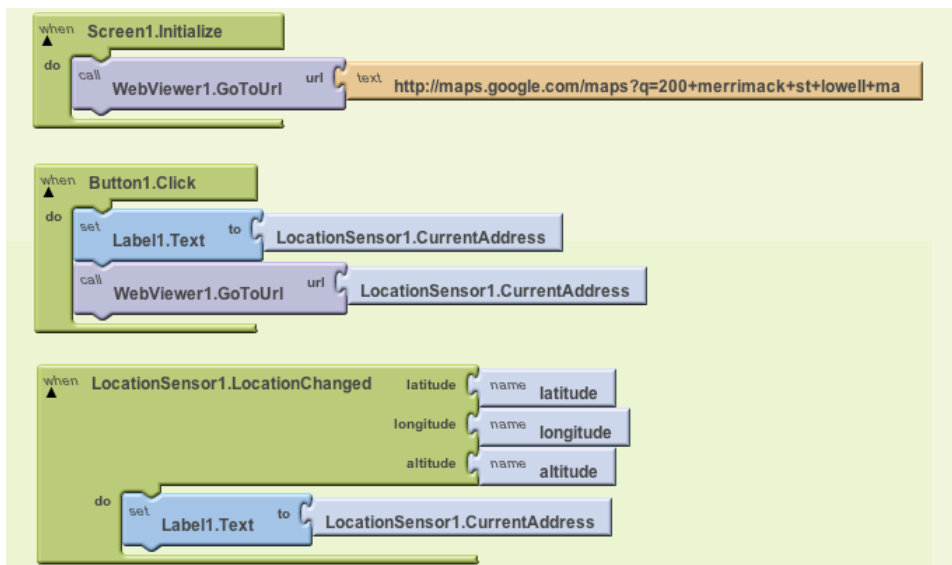 when Screen1.Initialize
do call WebViewer1.GoToUrl url text http://maps.google.com/maps?q=200+merrimack+st+lowell+ma
when Button1.Click
do set Label1.Text to LocationSensor1.CurrentAddress
call WebViewer1.GoToUrl url LocationSensor1.CurrentAddress
when LocationSensor1.LocationChanged latitude name latitude
longitude name longitude
altitude name altitude
do set Label1.Text to LocationSensor1.CurrentAddress